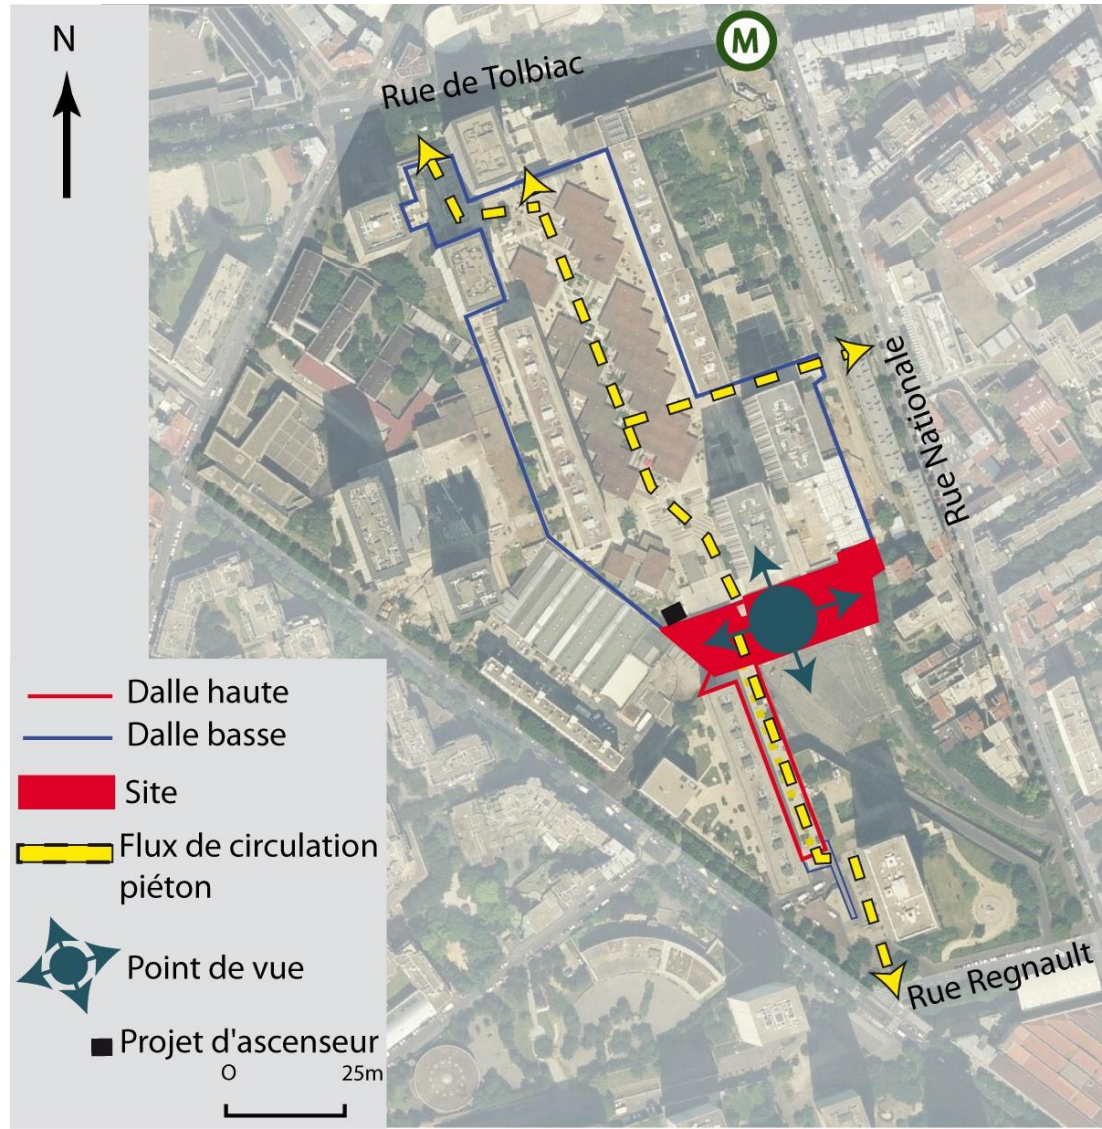 N
M
Rue de Tolbiac
Rue Nationale
Dalle haute
Dalle basse
Site
Flux de circulation
piéton
Point de vue
Projet d'ascenseur
O 25m
Rue Regnault